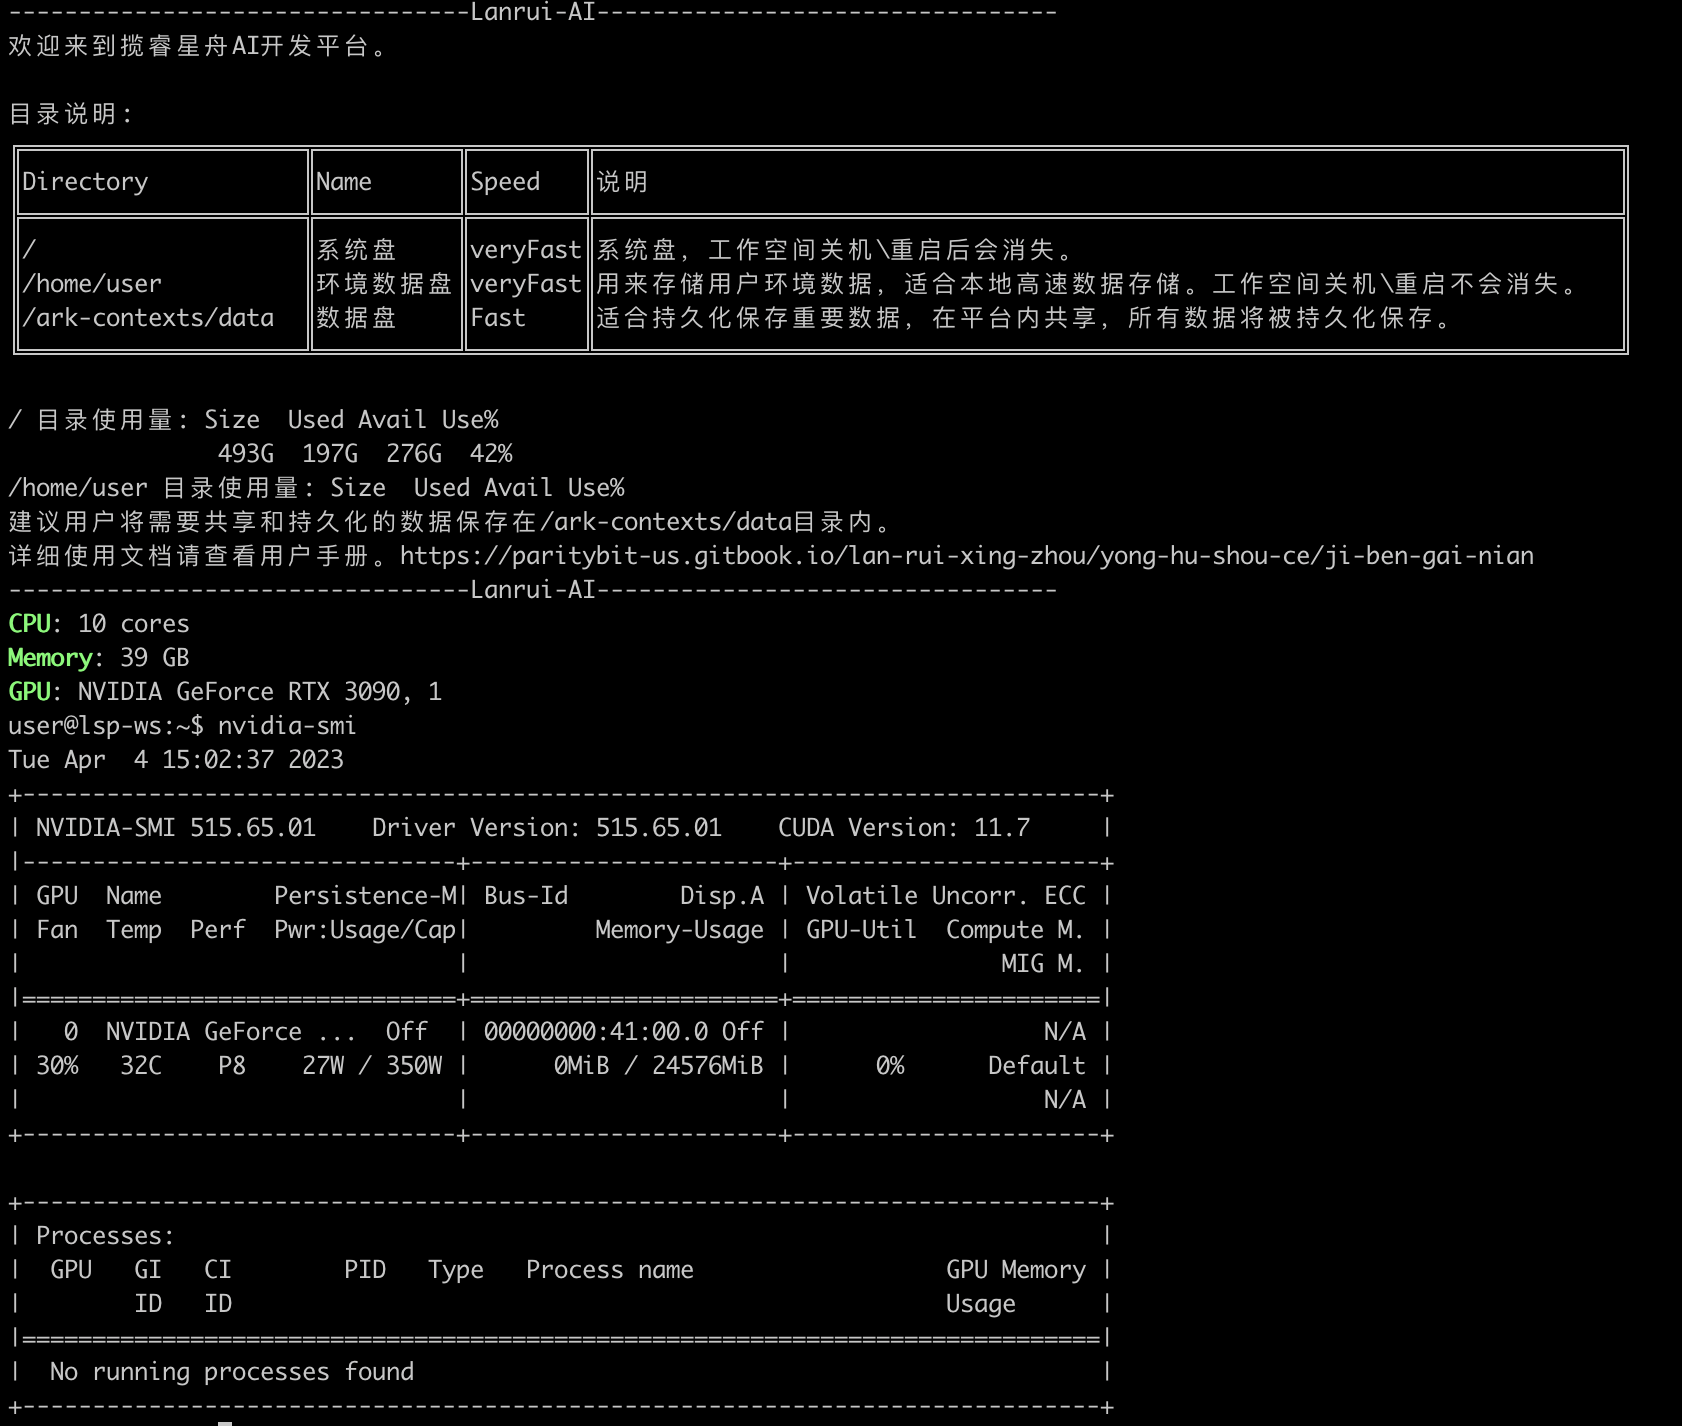 ---------------------------------Lanrui-AI---------------------------------
欢迎来到揽睿星舟AI开发平台。
目录说明:
Directory Name Speed 说明
/ 系统盘 veryFast 系统盘, 工作空间关机\重启后会消失。
/home/user 环境数据盘 veryFast 用来存储用户环境数据, 适合本地高速数据存储。工作空间关机\重启不会消失。
/ark-contexts/data 数据盘 Fast 适合持久化保存重要数据, 在平台内共享, 所有数据将被持久化保存。
/ 目录使用量: Size  Used Avail Use%
               493G  197G  276G  42%
/home/user 目录使用量: Size  Used Avail Use%
建议用户将需要共享和持久化的数据保存在/ark-contexts/data目录内。
详细使用文档请查看用户手册。https://paritybit-us.gitbook.io/lan-rui-xing-zhou/yong-hu-shou-ce/ji-ben-gai-nian
---------------------------------Lanrui-AI---------------------------------
CPU: 10 cores
Memory: 39 GB
GPU: NVIDIA GeForce RTX 3090, 1
user@lsp-ws:~$ nvidia-smi
Tue Apr  4 15:02:37 2023
+-----------------------------------------------------------------------------+
| NVIDIA-SMI 515.65.01    Driver Version: 515.65.01    CUDA Version: 11.7     |
|-------------------------------+----------------------+----------------------+
| GPU  Name        Persistence-M| Bus-Id        Disp.A | Volatile Uncorr. ECC |
| Fan  Temp  Perf  Pwr:Usage/Cap|         Memory-Usage | GPU-Util  Compute M. |
|                               |                      |               MIG M. |
|===============================+======================+======================|
|   0  NVIDIA GeForce ...  Off  | 00000000:41:00.0 Off |                  N/A |
| 30%   32C    P8    27W / 350W |      0MiB / 24576MiB |      0%      Default |
|                               |                      |                  N/A |
+-------------------------------+----------------------+----------------------+
+-----------------------------------------------------------------------------+
| Processes:                                                                  |
|  GPU   GI   CI        PID   Type   Process name                  GPU Memory |
|        ID   ID                                                   Usage      |
|=============================================================================|
|  No running processes found                                                 |
+-----------------------------------------------------------------------------+